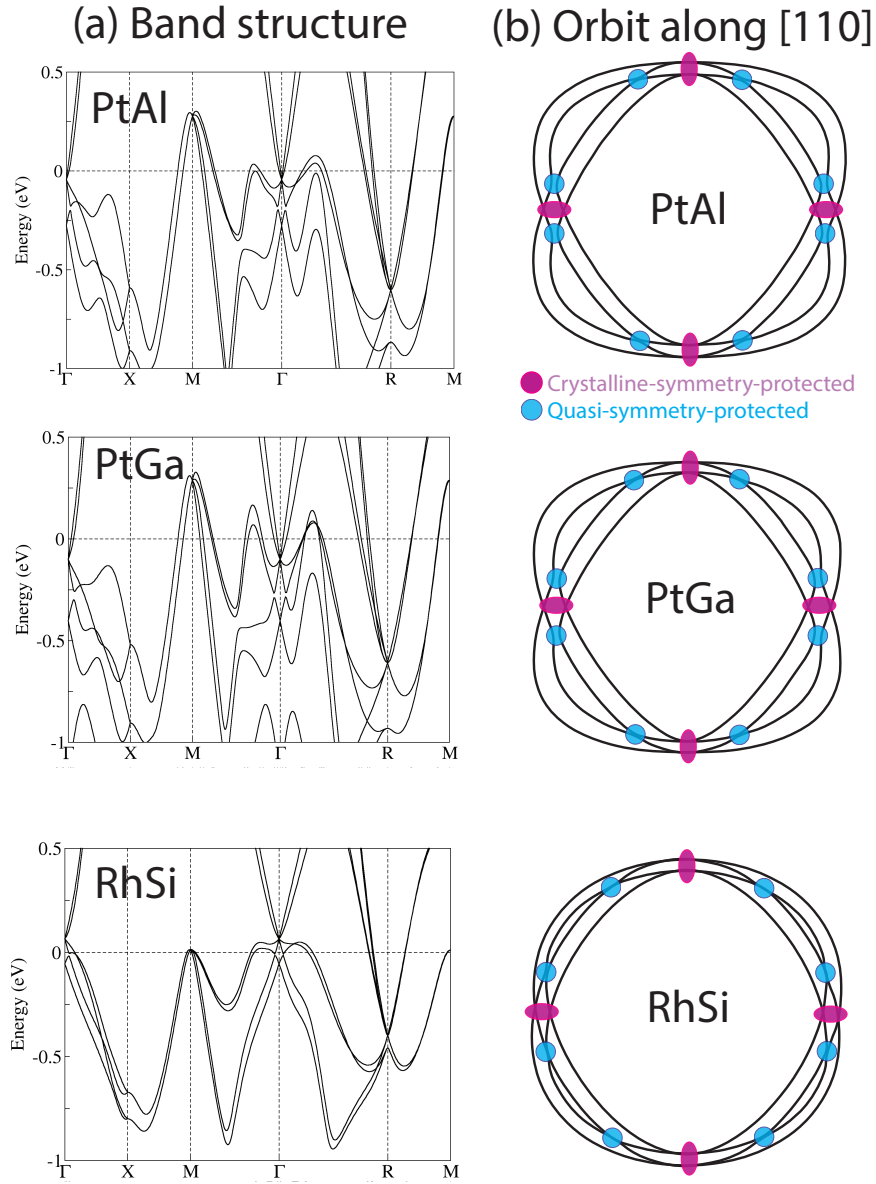 (a) Band structure
(b) Orbit along [110]
PtAl
0.5
0
-0.5
-1
Energy (eV)
Γ X M Γ R M
PtAl
Crystalline-symmetry-protected
Quasi-symmetry-protected
PtGa
0.5
0
-0.5
-1
Energy (eV)
Γ X M Γ R M
PtGa
RhSi
0.5
0
-0.5
-1
Energy (eV)
Γ X M Γ R M
RhSi